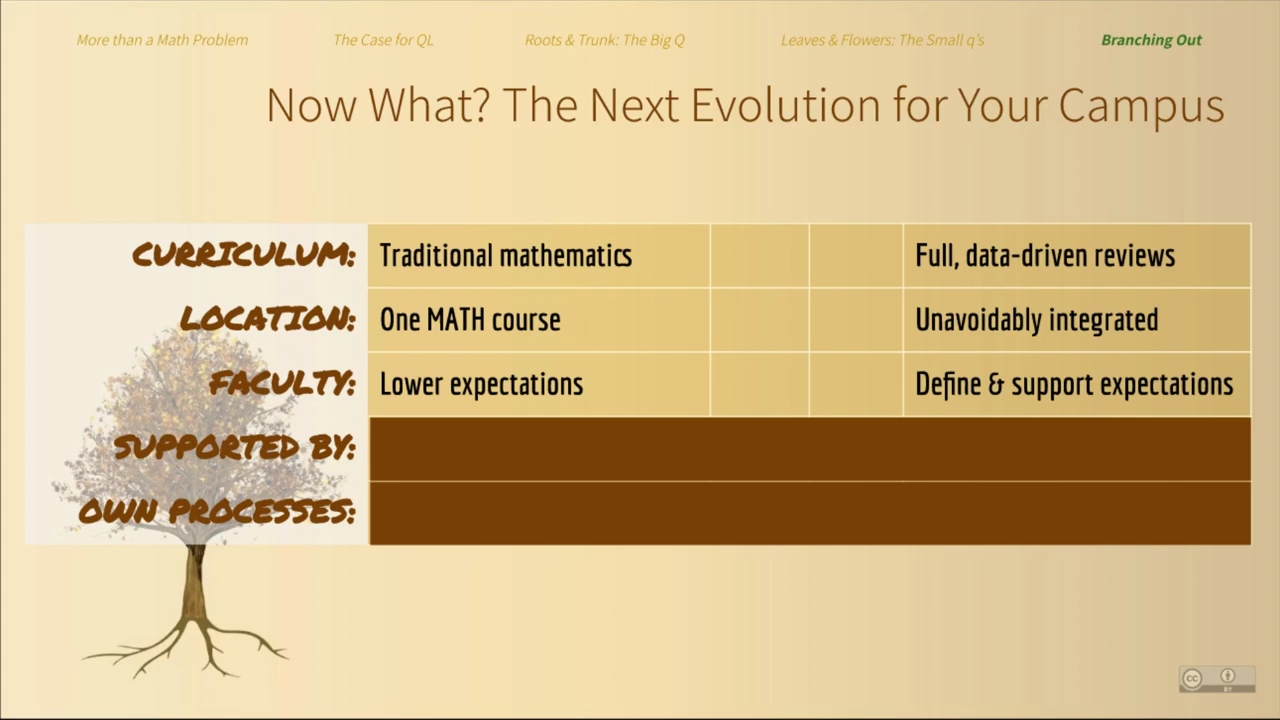 More than a Math Problem The Case for QL Roots & Trunk: The Big Q Leaves & Flowers: The Small q's Branching Out
Now What? The Next Evolution for Your Campus
CURRICULUM: Traditional mathematics Full, data-driven reviews
LOCATION: One MATH course Unavoidably integrated
FACULTY: Lower expectations Define & support expectations
SUPPORTED BY:
OWN PROCESSES:
cc
BY